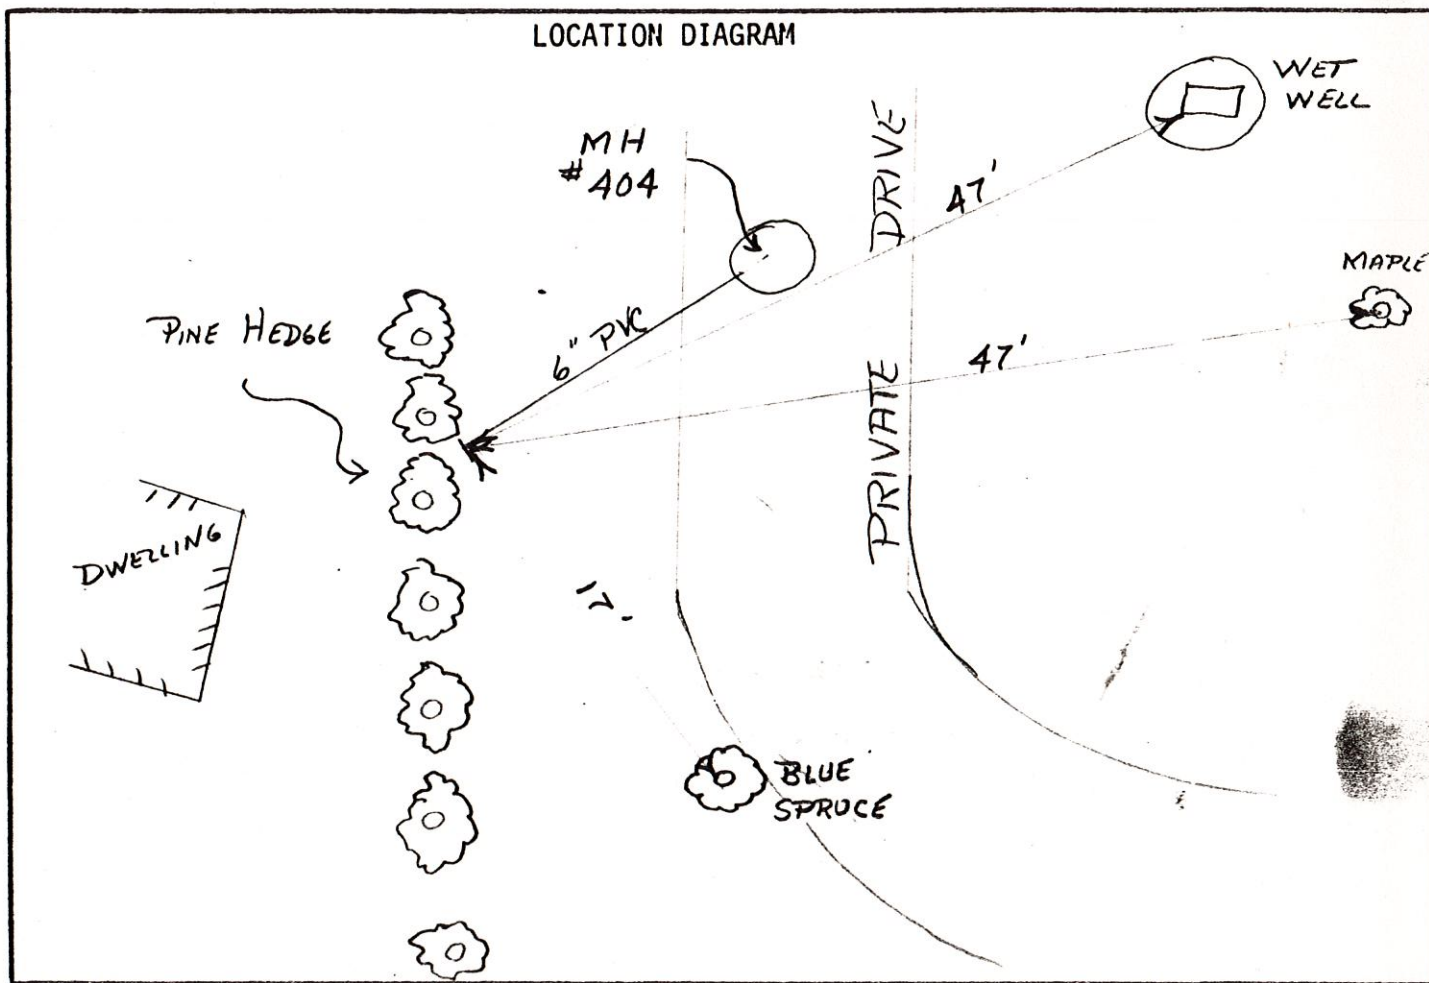 LOCATION DIAGRAM
WET
WELL
MH
#404
DRIVE
47'
MAPLE
PINE HEDGE
6" PVC
47'
PRIVATE
DWELLING
17'
BLUE
SPRUCE